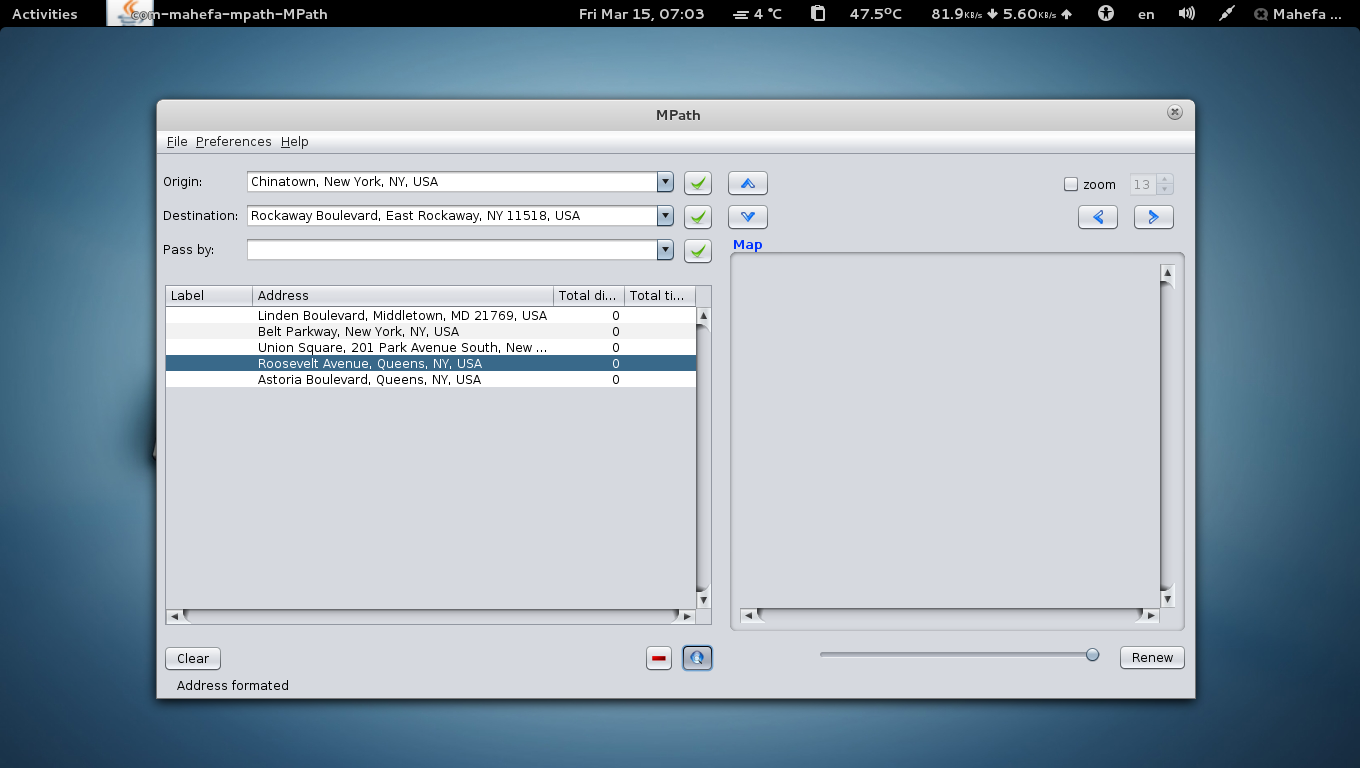 Activities com-mahefa-mpath-MPath Fri Mar 15, 07:03 4 °C 47.5°C 81.9KB/s 5.60KB/s en Mahefa ...
MPath
File Preferences Help
Origin: Chinatown, New York, NY, USA
zoom 13
Destination: Rockaway Boulevard, East Rockaway, NY 11518, USA
Pass by:
Map
Label Address Total di... Total ti...
Linden Boulevard, Middletown, MD 21769, USA 0
Belt Parkway, New York, NY, USA 0
Union Square, 201 Park Avenue South, New ... 0
Roosevelt Avenue, Queens, NY, USA 0
Astoria Boulevard, Queens, NY, USA 0
Clear
Renew
Address formated